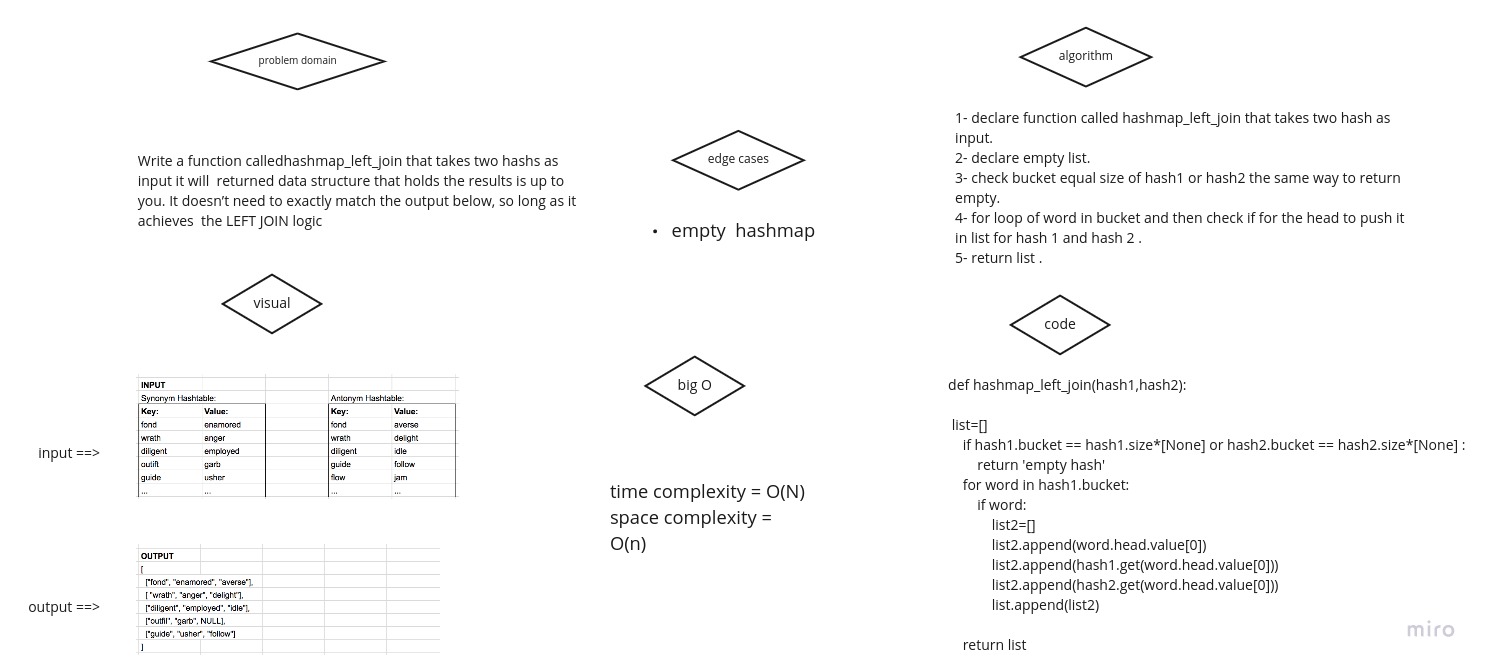 problem domain
Write a function calledhashmap_left_join that takes two hashs as
input it will  returned data structure that holds the results is up to
you. It doesn't need to exactly match the output below, so long as it
achieves  the LEFT JOIN logic
visual
input ==>
INPUT
Synonym Hashtable: Antonym Hashtable:
Key: Value: Key: Value:
fond enamored fond averse
wrath anger wrath delight
diligent employed diligent idle
outift garb guide follow
guide usher flow jam
... ... ... ...
output ==>
OUTPUT
[
["fond", "enamored", "averse"],
[ "wrath", "anger", "delight"],
["diligent", "employed", "idle"],
["outfil", "garb", NULL],
["guide", "usher", "follow"]
]
edge cases
• empty  hashmap
big O
time complexity = O(N)
space complexity =
O(n)
algorithm
1- declare function called hashmap_left_join that takes two hash as
input.
2- declare empty list.
3- check bucket equal size of hash1 or hash2 the same way to return
empty.
4- for loop of word in bucket and then check if for the head to push it
in list for hash 1 and hash 2 .
5- return list .
code
def hashmap_left_join(hash1,hash2):
list=[]
if hash1.bucket == hash1.size*[None] or hash2.bucket == hash2.size*[None] :
return 'empty hash'
for word in hash1.bucket:
if word:
list2=[]
list2.append(word.head.value[0])
list2.append(hash1.get(word.head.value[0]))
list2.append(hash2.get(word.head.value[0]))
list.append(list2)
return list
miro